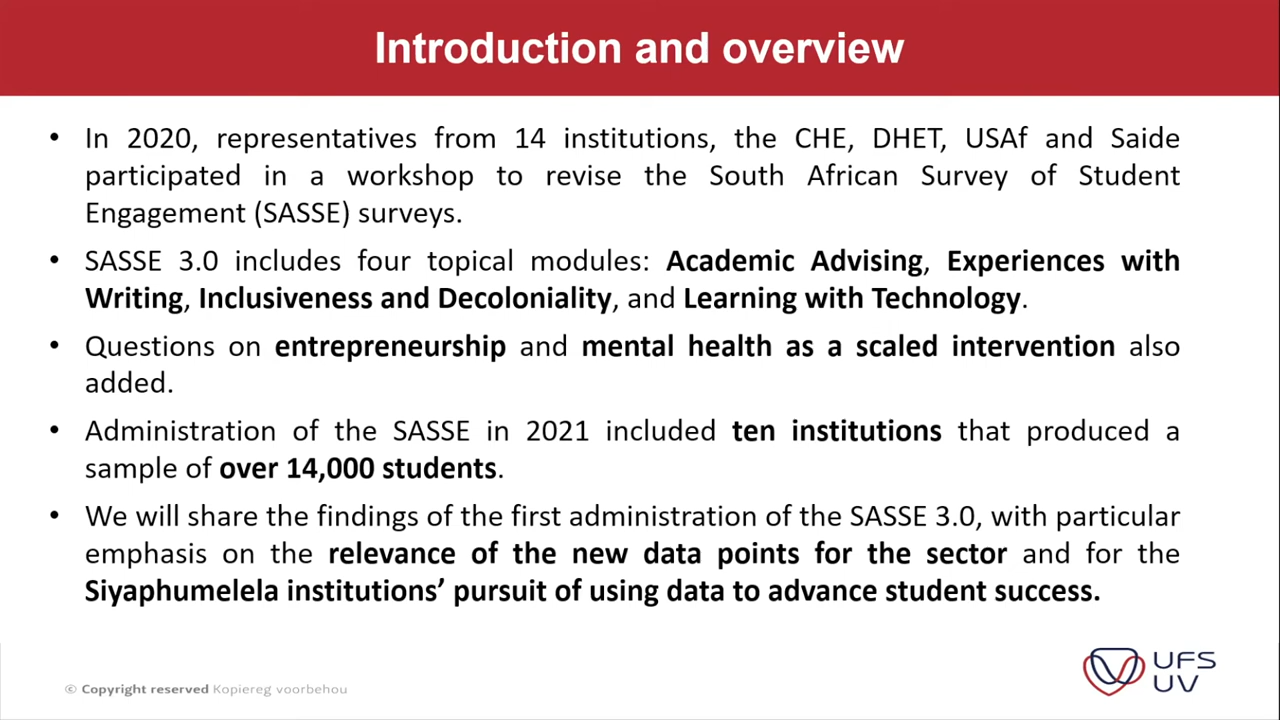 Introduction and overview
• In 2020, representatives from 14 institutions, the CHE, DHET, USAf and Saide
participated in a workshop to revise the South African Survey of Student
Engagement (SASSE) surveys.
• SASSE 3.0 includes four topical modules: Academic Advising, Experiences with
Writing, Inclusiveness and Decoloniality, and Learning with Technology.
• Questions on entrepreneurship and mental health as a scaled intervention also
added.
• Administration of the SASSE in 2021 included ten institutions that produced a
sample of over 14,000 students.
• We will share the findings of the first administration of the SASSE 3.0, with particular
emphasis on the relevance of the new data points for the sector and for the
Siyaphumelela institutions’ pursuit of using data to advance student success.
© Copyright reserved Kopiereg voorbehou
UFS
UV